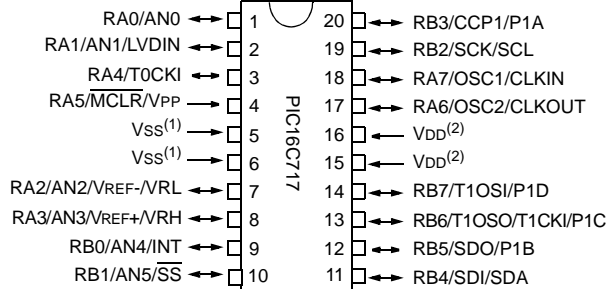 RA0/AN0 1 20 RB3/CCP1/P1A
RA1/AN1/LVDIN 2 19 RB2/SCK/SCL
RA4/T0CKI 3 18 RA7/OSC1/CLKIN
RA5/MCLR/VPP 4 17 RA6/OSC2/CLKOUT
VSS(1) 5 16 VDD(2)
VSS(1) 6 15 VDD(2)
RA2/AN2/VREF-/VRL 7 14 RB7/T1OSI/P1D
RA3/AN3/VREF+/VRH 8 13 RB6/T1OSO/T1CKI/P1C
RB0/AN4/INT 9 12 RB5/SDO/P1B
RB1/AN5/SS 10 11 RB4/SDI/SDA
PIC16C717